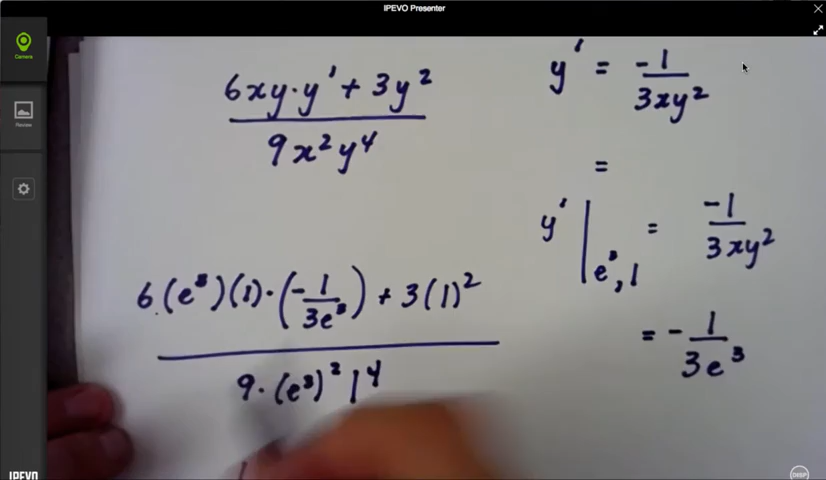 IPEVO Presenter
Camera
Review
6xy·y' + 3y²
9x²y⁴
6(e³)(1)·(-1/3e³) + 3(1)²
9·(e³)² 1⁴
y' = -1/3xy²
=
y' | e³,1 = -1/3xy²
= - 1/3e³
IPEVO
DISP